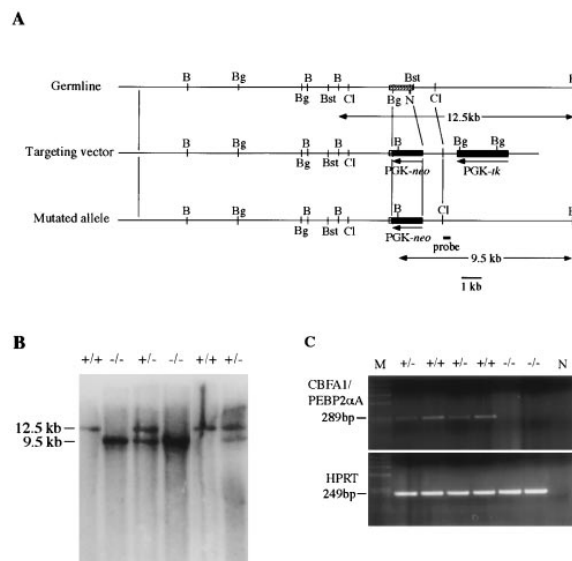 A
B Bg B B Bst B
Germline
Bg Bst Cl Bg N Cl
12.5kb
B Bg B B B Bg Bg
Targeting vector
Bg Bst Cl PGK-neo PGK-tk
B Bg B B B Cl B
Mutated allele
Bg Bst Cl PGK-neo probe
9.5 kb
1 kb
B
+/+ -/- +/- -/- +/+ +/-
12.5 kb
9.5 kb
C
M +/- +/+ +/- +/+ -/- -/- N
CBFA1/
PEBP2αA
289bp
HPRT
249bp